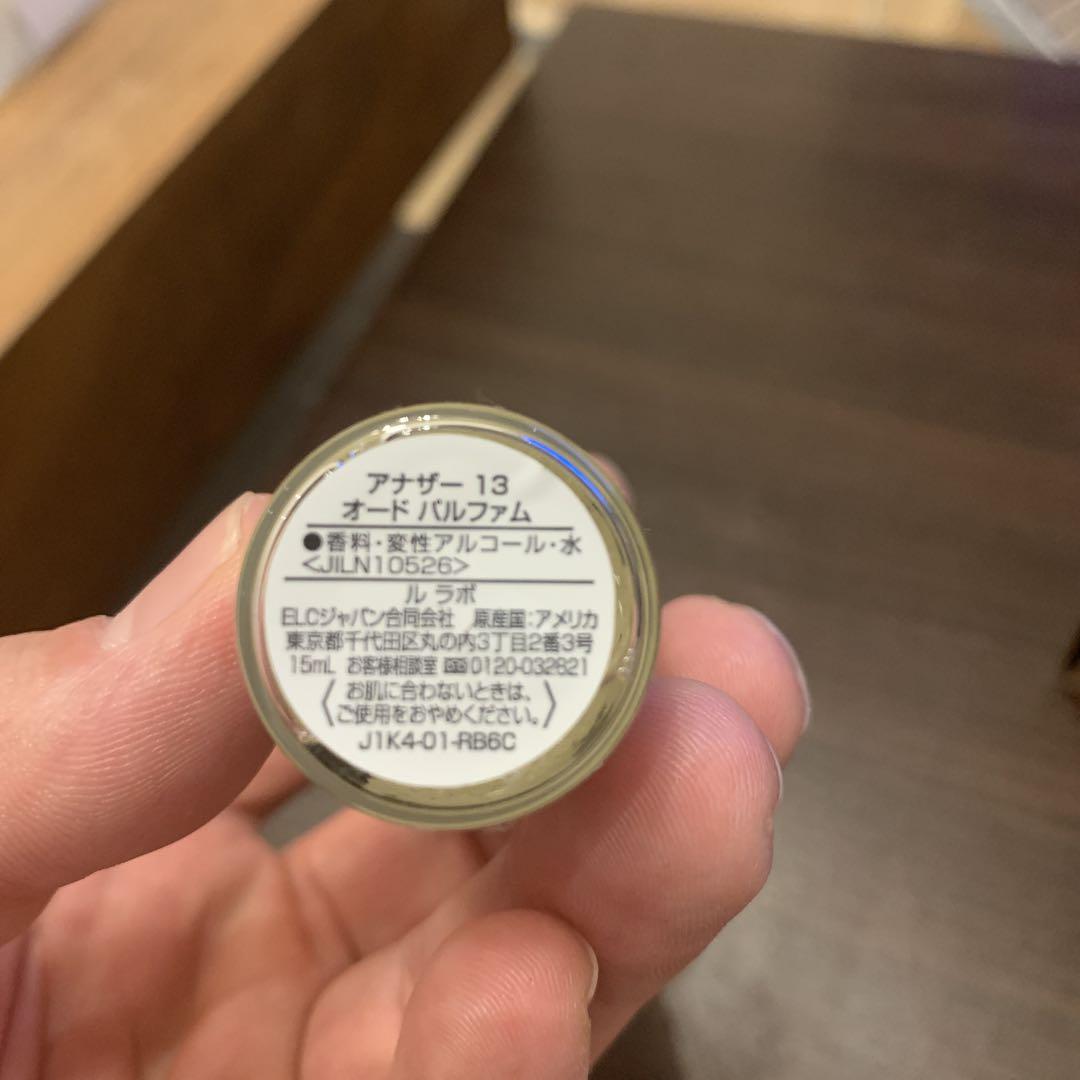 アナザー 13
オード パルファム
●香料・変性アルコール・水
<JILN10526>
ル ラボ
ELCジャパン合同会社 原産国:アメリカ
東京都千代田区丸の内3丁目2番3号
15mL お客様相談室 0120-032621
〈お肌に合わないときは、
ご使用をおやめください。〉
J1K4-01-RB6C